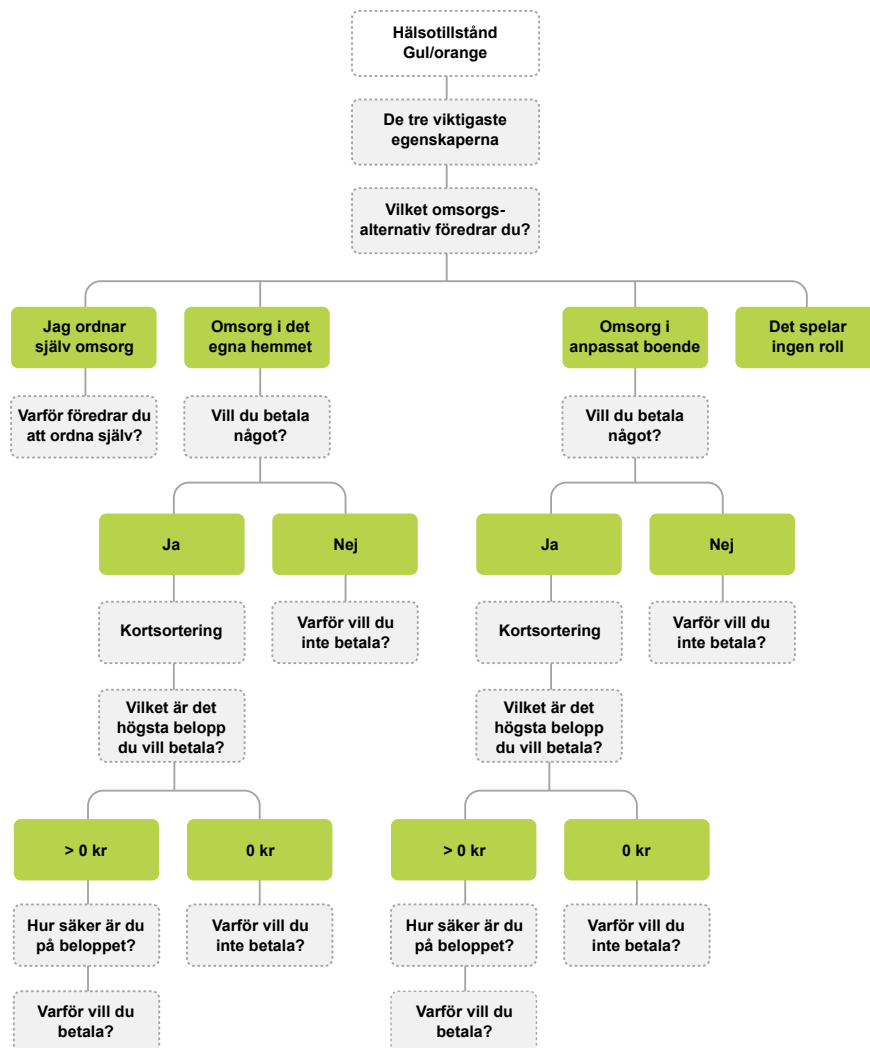 Hälsotillstånd
Gul/orange
De tre viktigaste
egenskaperna
Vilket omsorgs-
alternativ föredrar du?
Jag ordnar
själv omsorg
Omsorg i det
egna hemmet
Omsorg i
anpassat boende
Det spelar
ingen roll
Varför föredrar du
att ordna själv?
Vill du betala
något?
Vill du betala
något?
Ja
Nej
Ja
Nej
Kortsortering
Varför vill du
inte betala?
Kortsortering
Varför vill du
inte betala?
Vilket är det
högsta belopp
du vill betala?
Vilket är det
högsta belopp
du vill betala?
> 0 kr
0 kr
> 0 kr
0 kr
Hur säker är du
på beloppet?
Varför vill du
inte betala?
Hur säker är du
på beloppet?
Varför vill du
inte betala?
Varför vill du
betala?
Varför vill du
betala?